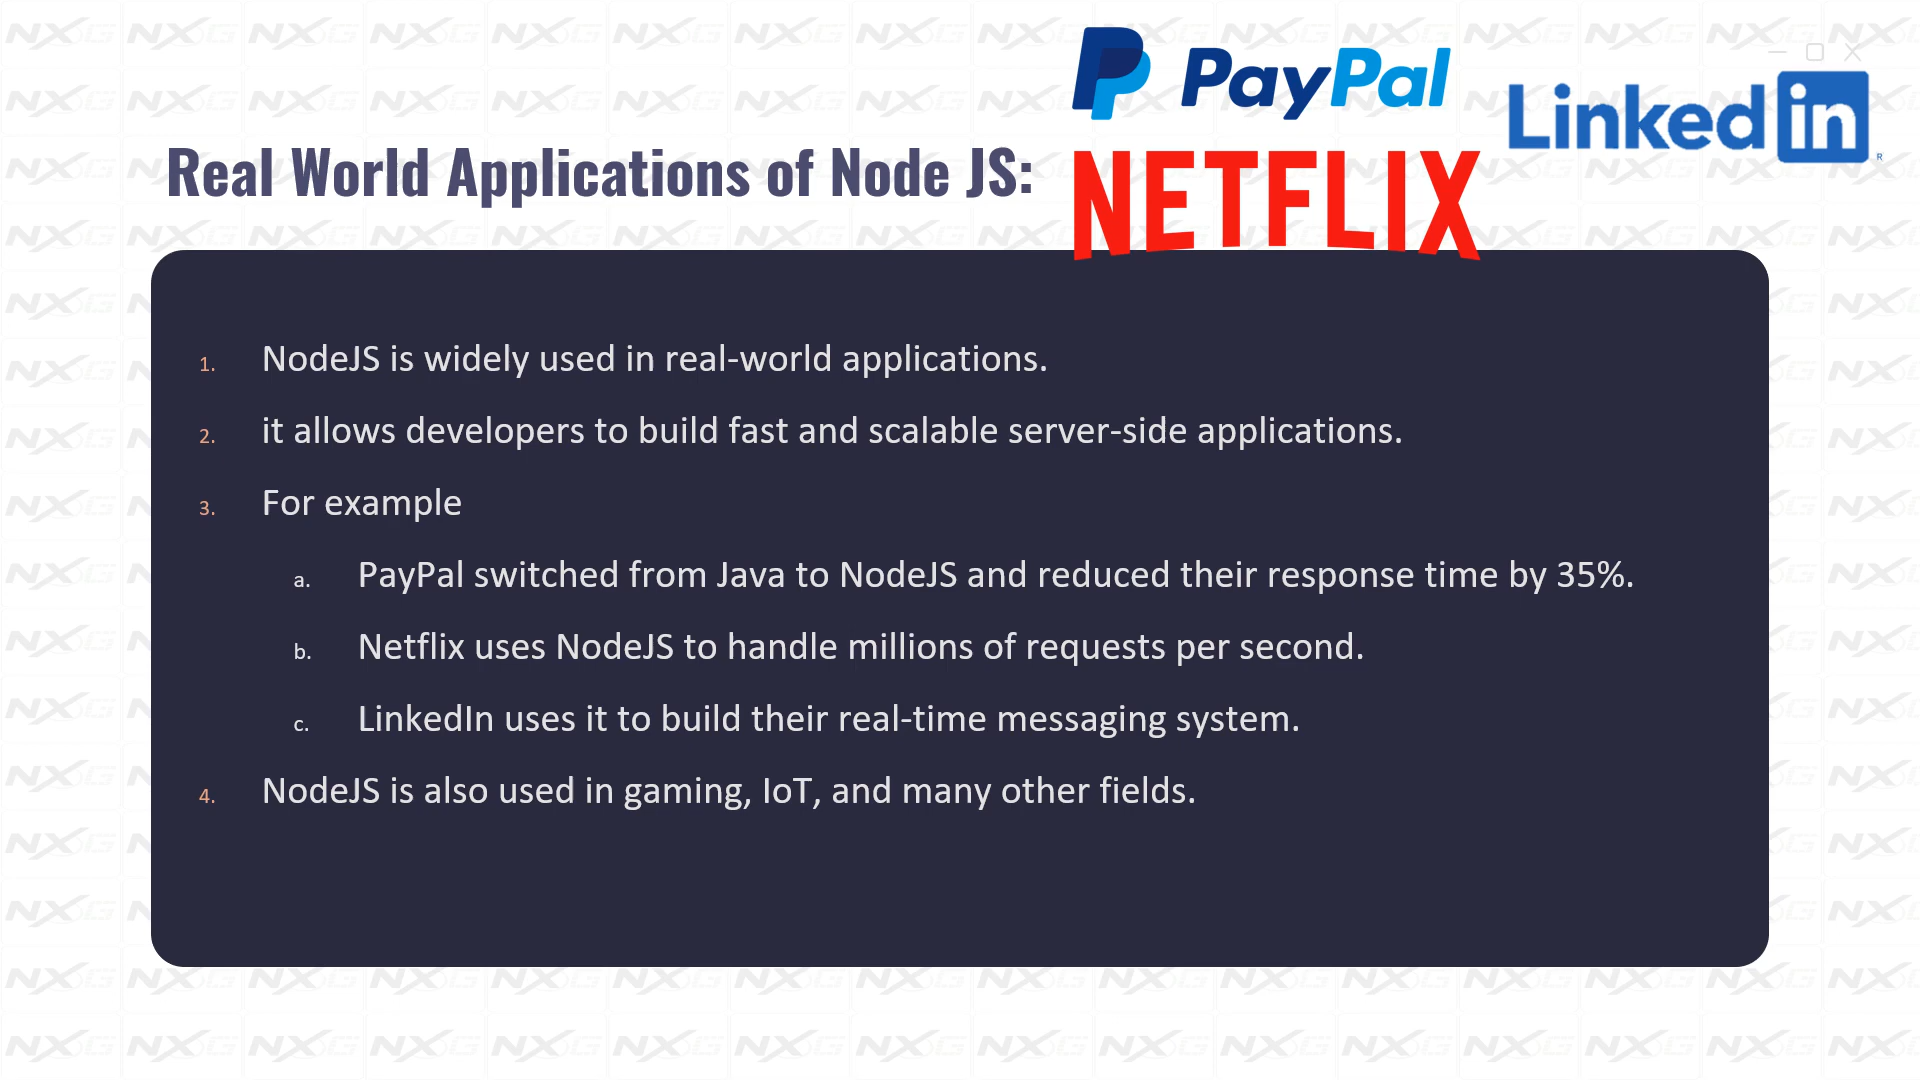 PayPal
Linked in
Real World Applications of Node JS:
NETFLIX
1. NodeJS is widely used in real-world applications.
2. it allows developers to build fast and scalable server-side applications.
3. For example
a. PayPal switched from Java to NodeJS and reduced their response time by 35%.
b. Netflix uses NodeJS to handle millions of requests per second.
c. LinkedIn uses it to build their real-time messaging system.
4. NodeJS is also used in gaming, IoT, and many other fields.